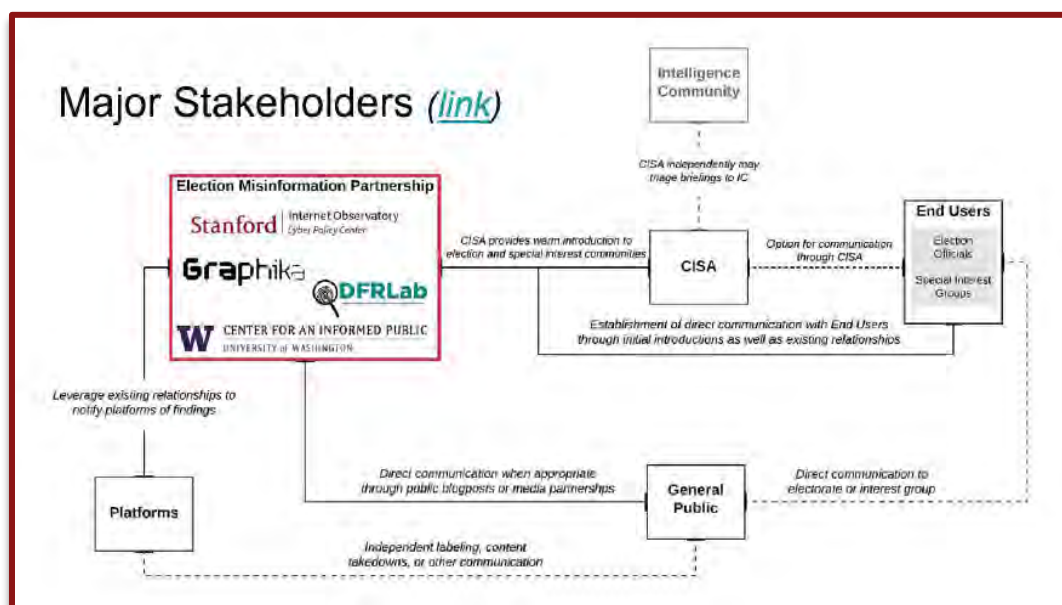 Major Stakeholders (link)
Intelligence
Community
CISA independently may
triage briefings to IC
Election Misinformation Partnership
Stanford
Internet Observatory
Cyber Policy Center
Graphika
DFRLab
W
CENTER FOR AN INFORMED PUBLIC
UNIVERSITY of WASHINGTON
CISA provides warm introduction to
election and special interest communities
CISA
Option for communication
through CISA
End Users
Election
Officials
Special Interest
Groups
Establishment of direct communication with End Users
through initial introductions as well as existing relationships
Leverage existing relationships to
notify platforms of findings
Platforms
Direct communication when appropriate
through public blogposts or media partnerships
General
Public
Direct communication to
electorate or interest group
Independent labeling, content
takedowns, or other communication